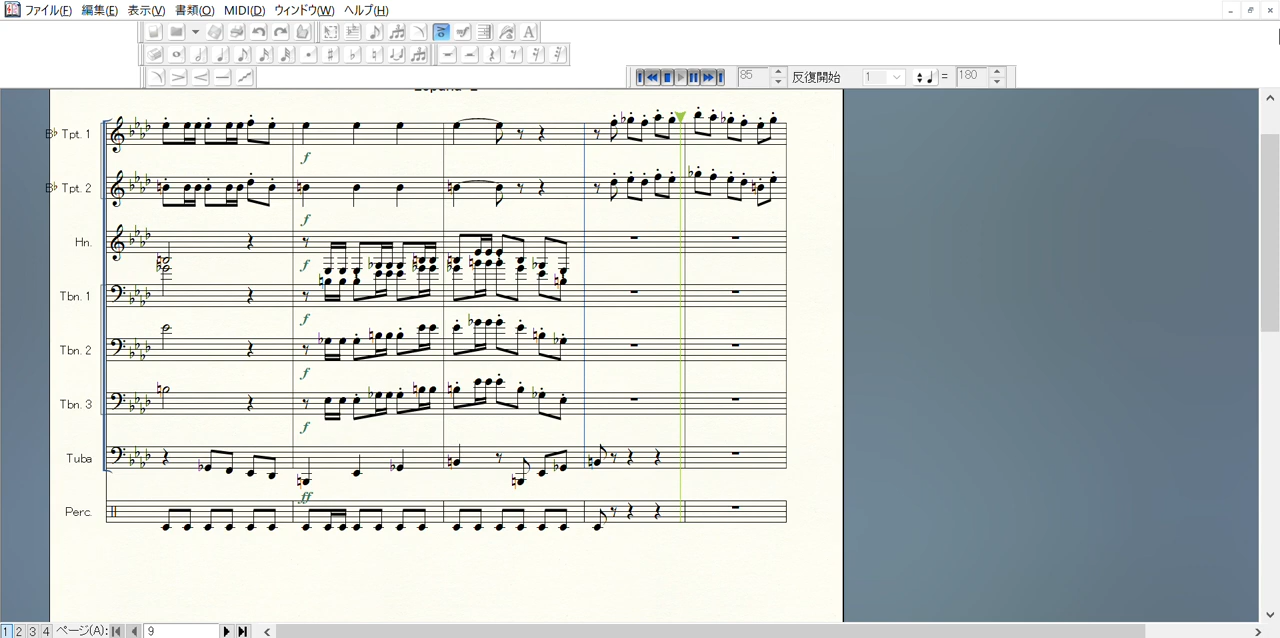 ファイル(F) 編集(E) 表示(V) 書類(O) MIDI(D) ウィンドウ(W) ヘルプ(H)
A
85 反復開始 1 = 180
B♭ Tpt. 1
f
B♭ Tpt. 2
f
Hn.
f
Tbn. 1
f
Tbn. 2
f
Tbn. 3
f
Tuba
ff
Perc.
1 2 3 4 ページ(A): 9